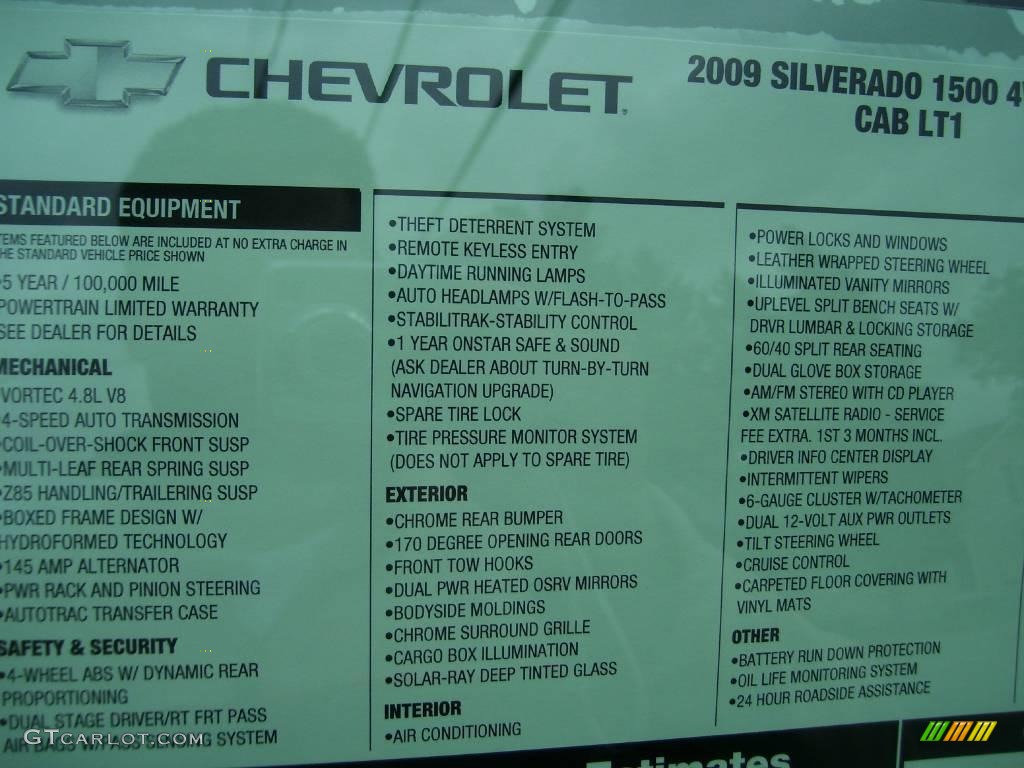 CHEVROLET
2009 SILVERADO 1500
CAB LT1
STANDARD EQUIPMENT
ITEMS FEATURED BELOW ARE INCLUDED AT NO EXTRA CHARGE IN
THE STANDARD VEHICLE PRICE SHOWN
•5 YEAR / 100,000 MILE
POWERTRAIN LIMITED WARRANTY
SEE DEALER FOR DETAILS
MECHANICAL
•VORTEC 4.8L V8
•4-SPEED AUTO TRANSMISSION
•COIL-OVER-SHOCK FRONT SUSP
•MULTI-LEAF REAR SPRING SUSP
•Z85 HANDLING/TRAILERING SUSP
•BOXED FRAME DESIGN W/
HYDROFORMED TECHNOLOGY
•145 AMP ALTERNATOR
•PWR RACK AND PINION STEERING
•AUTOTRAC TRANSFER CASE
SAFETY & SECURITY
•4-WHEEL ABS W/ DYNAMIC REAR
PROPORTIONING
•DUAL STAGE DRIVER/RT FRT PASS
AIR BAGS W/PASS SENSING SYSTEM
•THEFT DETERRENT SYSTEM
•REMOTE KEYLESS ENTRY
•DAYTIME RUNNING LAMPS
•AUTO HEADLAMPS W/FLASH-TO-PASS
•STABILITRAK-STABILITY CONTROL
•1 YEAR ONSTAR SAFE & SOUND
(ASK DEALER ABOUT TURN-BY-TURN
NAVIGATION UPGRADE)
•SPARE TIRE LOCK
•TIRE PRESSURE MONITOR SYSTEM
(DOES NOT APPLY TO SPARE TIRE)
EXTERIOR
•CHROME REAR BUMPER
•170 DEGREE OPENING REAR DOORS
•FRONT TOW HOOKS
•DUAL PWR HEATED OSRV MIRRORS
•BODYSIDE MOLDINGS
•CHROME SURROUND GRILLE
•CARGO BOX ILLUMINATION
•SOLAR-RAY DEEP TINTED GLASS
INTERIOR
•AIR CONDITIONING
•POWER LOCKS AND WINDOWS
•LEATHER WRAPPED STEERING WHEEL
•ILLUMINATED VANITY MIRRORS
•UPLEVEL SPLIT BENCH SEATS W/
DRVR LUMBAR & LOCKING STORAGE
•60/40 SPLIT REAR SEATING
•DUAL GLOVE BOX STORAGE
•AM/FM STEREO WITH CD PLAYER
•XM SATELLITE RADIO - SERVICE
FEE EXTRA. 1ST 3 MONTHS INCL.
•DRIVER INFO CENTER DISPLAY
•INTERMITTENT WIPERS
•6-GAUGE CLUSTER W/TACHOMETER
•DUAL 12-VOLT AUX PWR OUTLETS
•TILT STEERING WHEEL
•CRUISE CONTROL
•CARPETED FLOOR COVERING WITH
VINYL MATS
OTHER
•BATTERY RUN DOWN PROTECTION
•OIL LIFE MONITORING SYSTEM
•24 HOUR ROADSIDE ASSISTANCE
Estimates
GTCARLOT.COM